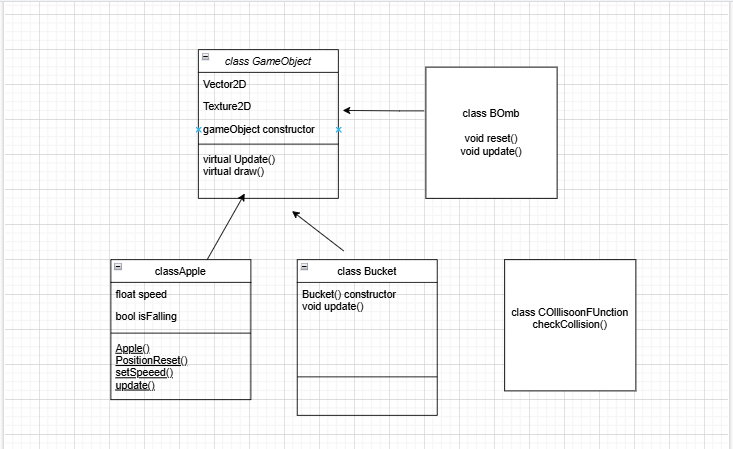 class GameObject
Vector2D
Texture2D
gameObject constructor
virtual Update()
virtual draw()
class BOmb
void reset()
void update()
classApple
float speed
bool isFalling
Apple()
PositionReset()
setSpeeed()
update()
class Bucket
Bucket() constructor
void update()
class COlllisoonFUnction
checkCollision()